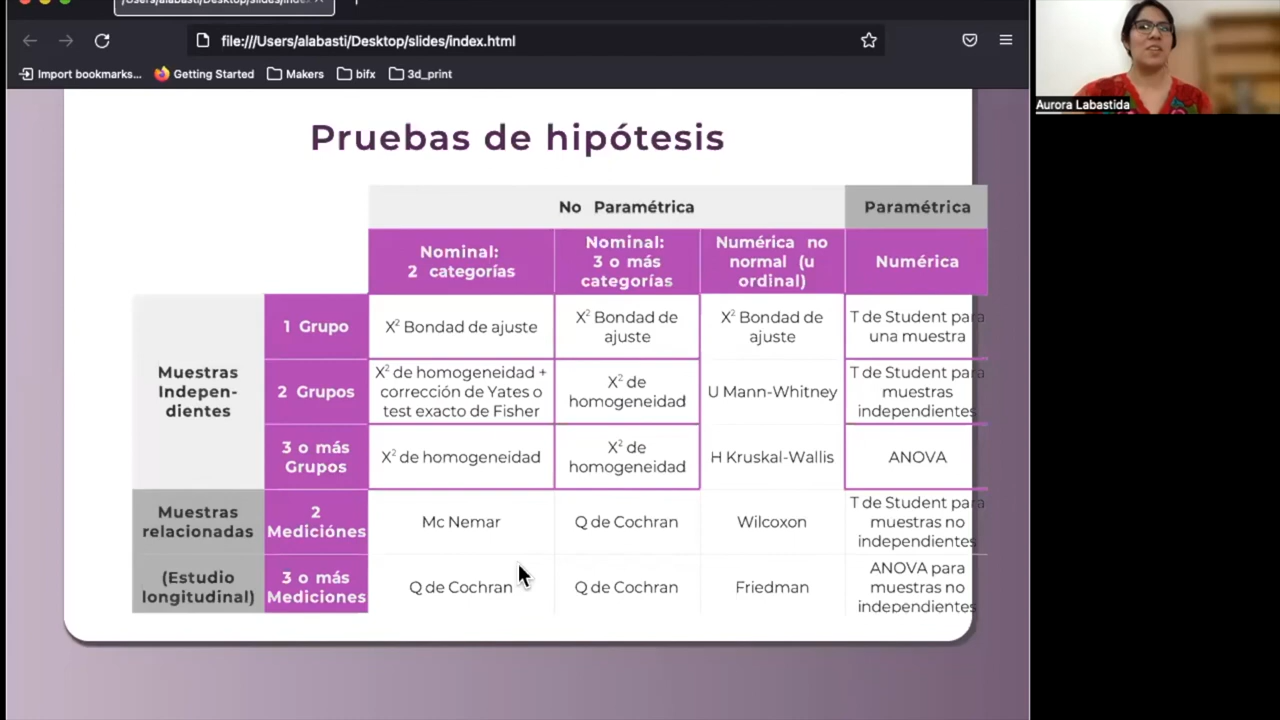 /Users/alabasti/Desktop/slides/index
file:///Users/alabasti/Desktop/slides/index.html
Import bookmarks...
Getting Started
Makers
bifx
3d_print
Aurora Labastida
Pruebas de hipótesis
No Paramétrica
Paramétrica
Nominal:
2 categorías
Nominal:
3 o más
categorías
Numérica no
normal (u
ordinal)
Numérica
Muestras
Indepen-
dientes
1 Grupo
X² Bondad de ajuste
X² Bondad de
ajuste
X² Bondad de
ajuste
T de Student para
una muestra
2 Grupos
X² de homogeneidad +
corrección de Yates o
test exacto de Fisher
X² de
homogeneidad
U Mann-Whitney
T de Student para
muestras
independientes
3 o más
Grupos
X² de homogeneidad
X² de
homogeneidad
H Kruskal-Wallis
ANOVA
Muestras
relacionadas
2
Mediciónes
Mc Nemar
Q de Cochran
Wilcoxon
T de Student para
muestras no
independientes
(Estudio
longitudinal)
3 o más
Mediciones
Q de Cochran
Q de Cochran
Friedman
ANOVA para
muestras no
independientes